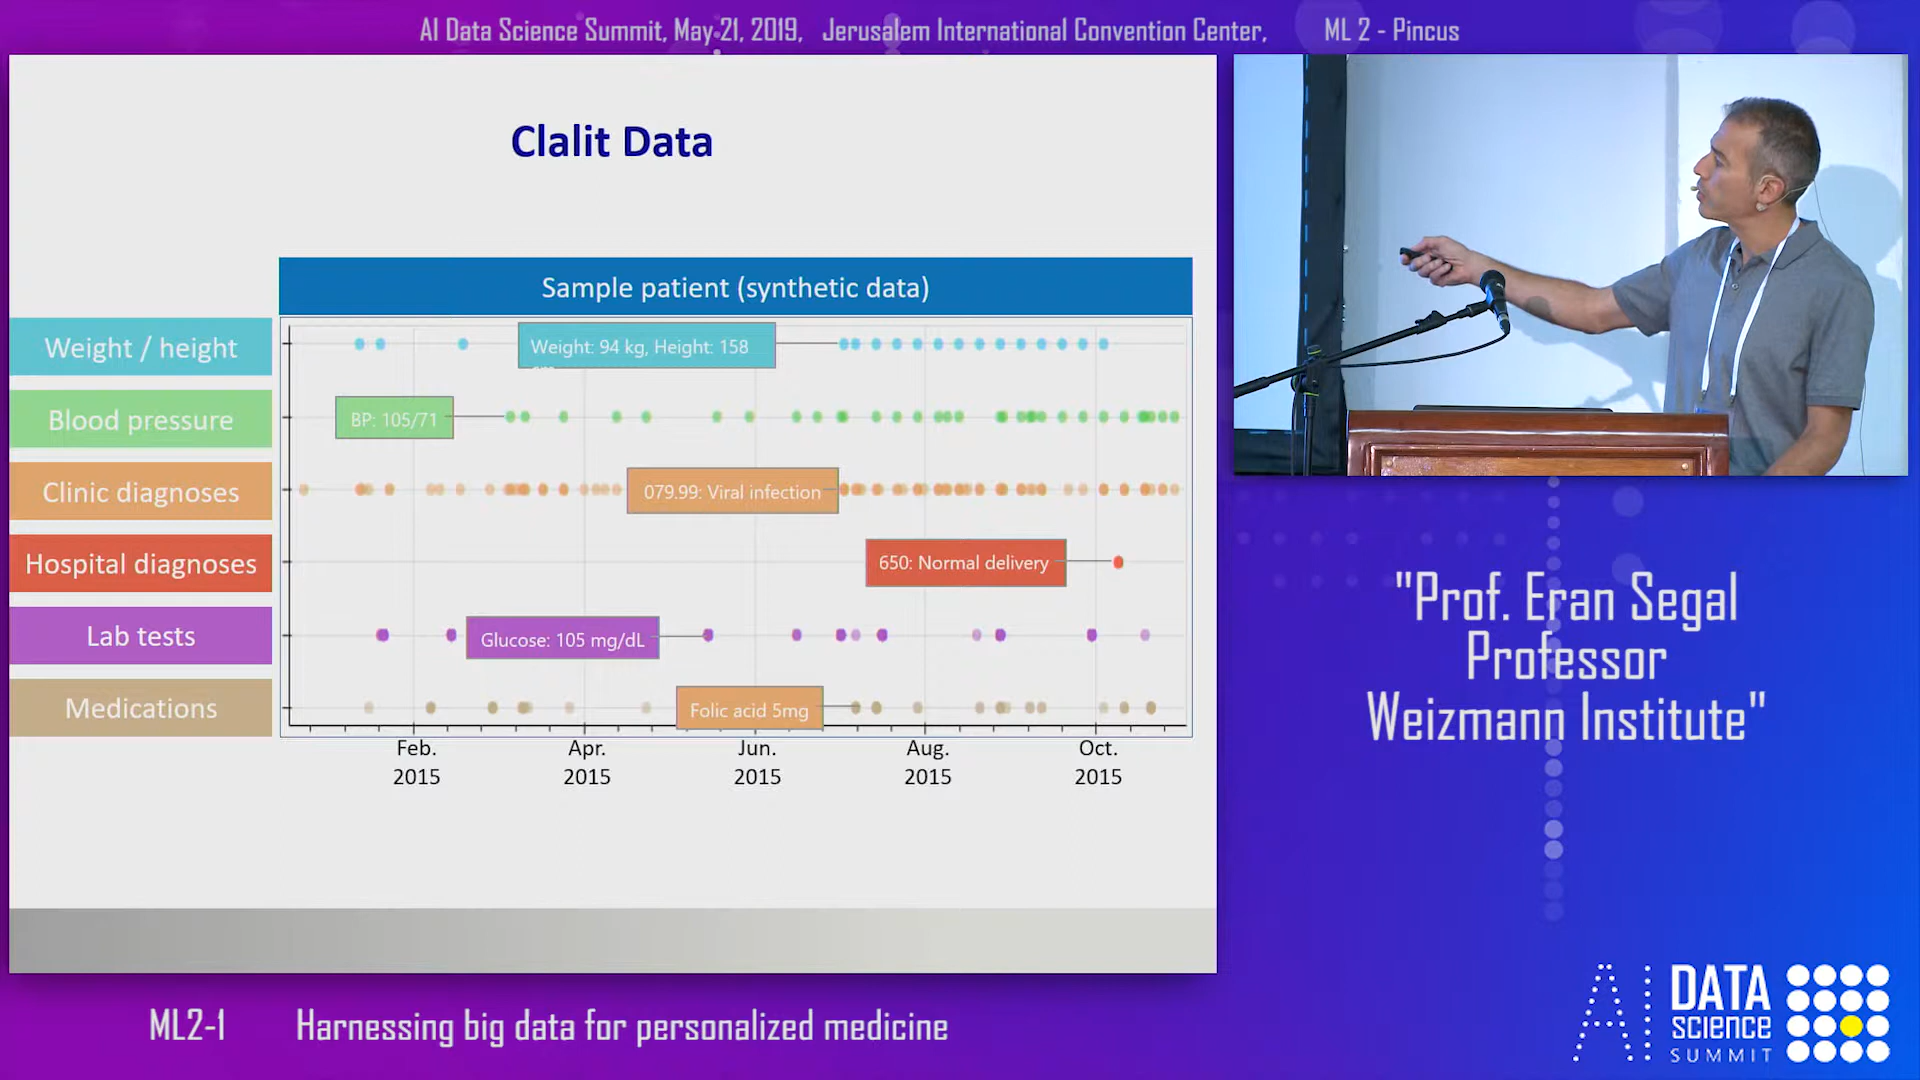 AI Data Science Summit, May 21, 2019, Jerusalem International Convention Center, ML 2 - Pincus
Clalit Data
Sample patient (synthetic data)
Weight / height
Weight: 94 kg, Height: 158
Blood pressure
BP: 105/71
Clinic diagnoses
079.99: Viral infection
Hospital diagnoses
650: Normal delivery
Lab tests
Glucose: 105 mg/dL
Medications
Folic acid 5mg
Feb. 2015
Apr. 2015
Jun. 2015
Aug. 2015
Oct. 2015
"Prof. Eran Segal
Professor
Weizmann Institute"
ML2-1 Harnessing big data for personalized medicine
AI DATA
SCIENCE
SUMMIT